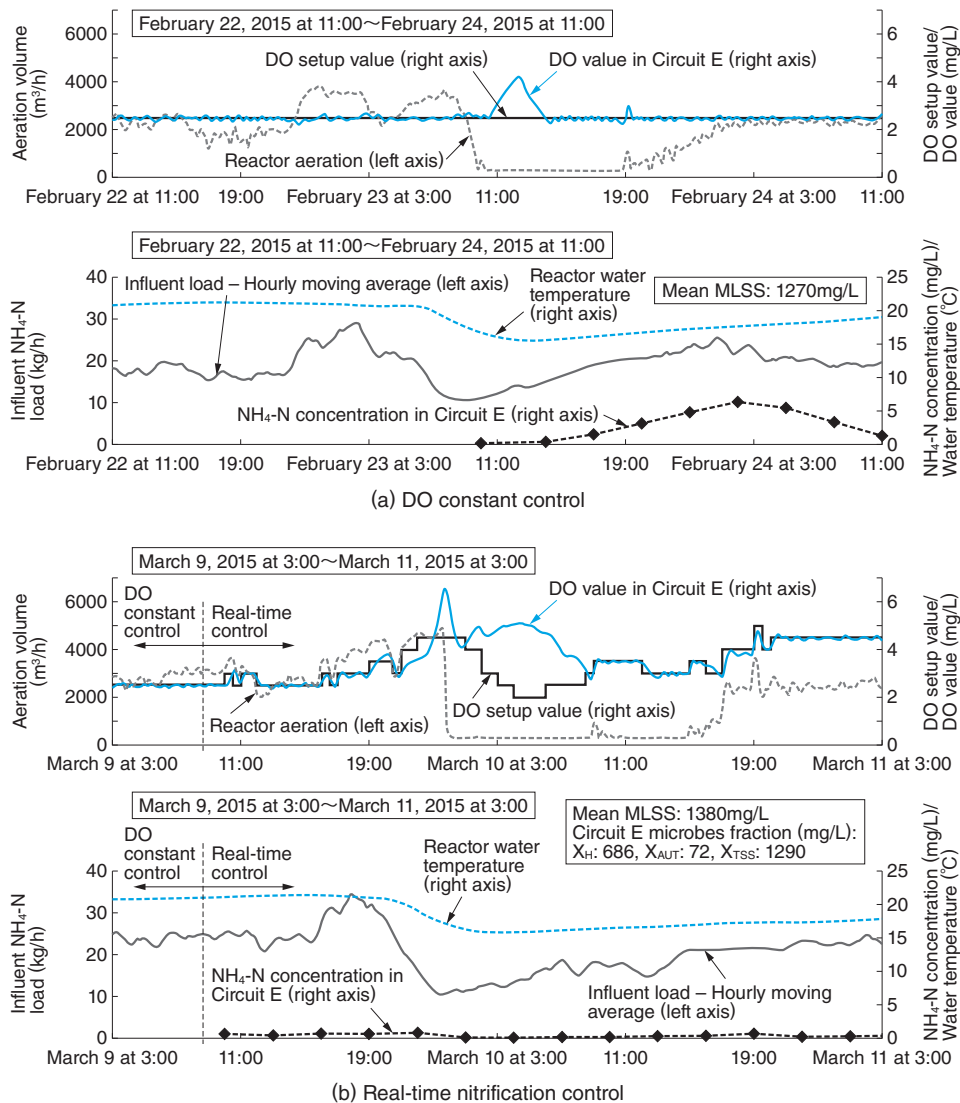 February 22, 2015 at 11:00～February 24, 2015 at 11:00
DO setup value (right axis)
DO value in Circuit E (right axis)
Reactor aeration (left axis)
Aeration volume
(m³/h)
6000
4000
2000
0
DO setup value/
DO value (mg/L)
6
4
2
0
February 22 at 11:00 19:00 February 23 at 3:00 11:00 19:00 February 24 at 3:00 11:00
February 22, 2015 at 11:00～February 24, 2015 at 11:00
Influent load – Hourly moving average (left axis)
Reactor water
temperature
(right axis)
Mean MLSS: 1270mg/L
NH₄-N concentration in Circuit E (right axis)
Influent NH₄-N
load (kg/h)
40
30
20
10
0
NH₄-N concentration (mg/L)/
Water temperature (℃)
25
20
15
10
5
0
February 22 at 11:00 19:00 February 23 at 3:00 11:00 19:00 February 24 at 3:00 11:00
(a) DO constant control
March 9, 2015 at 3:00～March 11, 2015 at 3:00
DO
constant
control
Real-time
control
DO value in Circuit E (right axis)
Reactor aeration (left axis)
DO setup value (right axis)
Aeration volume
(m³/h)
6000
4000
2000
0
DO setup value/
DO value (mg/L)
6
4
2
0
March 9 at 3:00 11:00 19:00 March 10 at 3:00 11:00 19:00 March 11 at 3:00
March 9, 2015 at 3:00～March 11, 2015 at 3:00
Mean MLSS: 1380mg/L
Circuit E microbes fraction (mg/L):
X_H: 686, X_AUT: 72, X_TSS: 1290
DO
constant
control
Real-time
control
Reactor water
temperature
(right axis)
NH₄-N concentration in
Circuit E (right axis)
Influent load – Hourly moving
average (left axis)
Influent NH₄-N
load (kg/h)
40
30
20
10
0
NH₄-N concentration (mg/L)/
Water temperature (℃)
25
20
15
10
5
0
March 9 at 3:00 11:00 19:00 March 10 at 3:00 11:00 19:00 March 11 at 3:00
(b) Real-time nitrification control